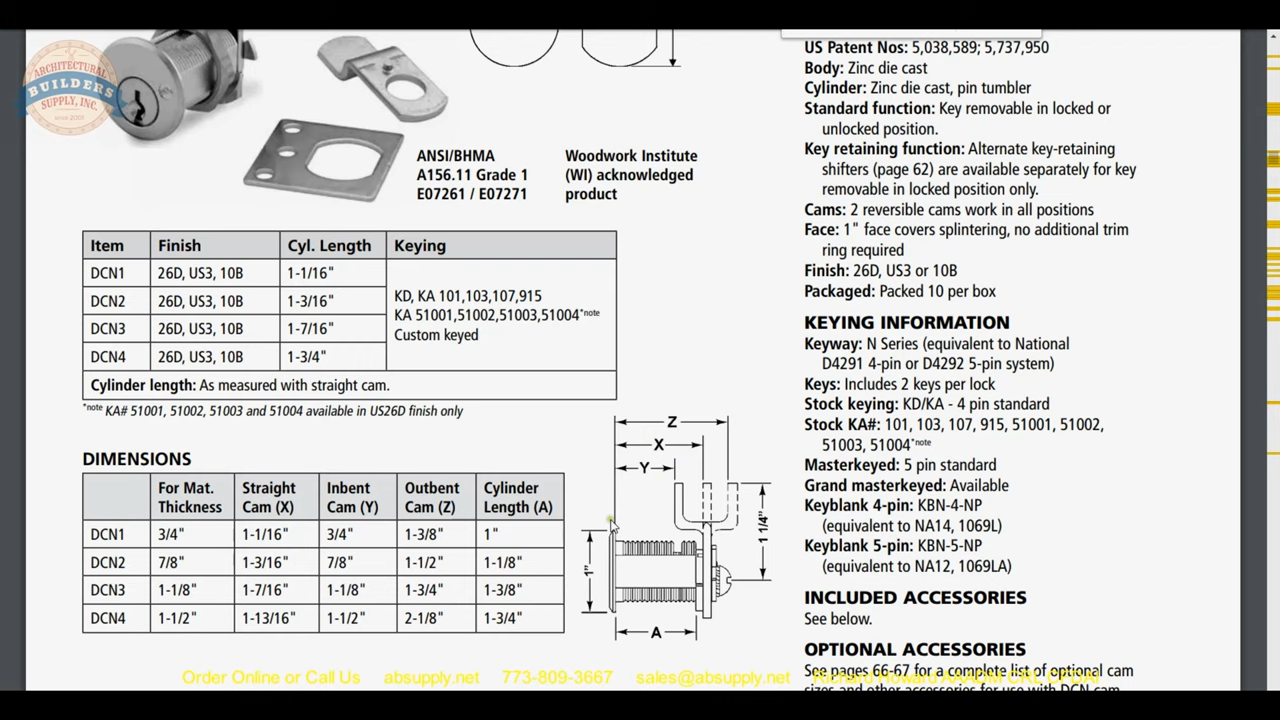 ARCHITECTURAL
BUILDERS
SUPPLY, INC.
since 2003
ANSI/BHMA
A156.11 Grade 1
E07261 / E07271
Woodwork Institute
(WI) acknowledged
product
Item Finish Cyl. Length Keying
DCN1 26D, US3, 10B 1-1/16"
DCN2 26D, US3, 10B 1-3/16"
DCN3 26D, US3, 10B 1-7/16"
DCN4 26D, US3, 10B 1-3/4"
KD, KA 101,103,107,915
KA 51001,51002,51003,51004*note
Custom keyed
Cylinder length: As measured with straight cam.
*note KA# 51001, 51002, 51003 and 51004 available in US26D finish only
DIMENSIONS
For Mat. Thickness Straight Cam (X) Inbent Cam (Y) Outbent Cam (Z) Cylinder Length (A)
DCN1 3/4" 1-1/16" 3/4" 1-3/8" 1"
DCN2 7/8" 1-3/16" 7/8" 1-1/2" 1-1/8"
DCN3 1-1/8" 1-7/16" 1-1/8" 1-3/4" 1-3/8"
DCN4 1-1/2" 1-13/16" 1-1/2" 2-1/8" 1-3/4"
Z
X
Y
1 1/4"
1"
A
US Patent Nos: 5,038,589; 5,737,950
Body: Zinc die cast
Cylinder: Zinc die cast, pin tumbler
Standard function: Key removable in locked or
unlocked position.
Key retaining function: Alternate key-retaining
shifters (page 62) are available separately for key
removable in locked position only.
Cams: 2 reversible cams work in all positions
Face: 1" face covers splintering, no additional trim
ring required
Finish: 26D, US3 or 10B
Packaged: Packed 10 per box
KEYING INFORMATION
Keyway: N Series (equivalent to National
D4291 4-pin or D4292 5-pin system)
Keys: Includes 2 keys per lock
Stock keying: KD/KA - 4 pin standard
Stock KA#: 101, 103, 107, 915, 51001, 51002,
51003, 51004*note
Masterkeyed: 5 pin standard
Grand masterkeyed: Available
Keyblank 4-pin: KBN-4-NP
(equivalent to NA14, 1069L)
Keyblank 5-pin: KBN-5-NP
(equivalent to NA12, 1069LA)
INCLUDED ACCESSORIES
See below.
OPTIONAL ACCESSORIES
See pages 66-67 for a complete list of optional cam
sizes and other accessories for use with DCN cam
Order Online or Call Us absupply.net 773-809-3667 sales@absupply.net Richard Howard AAADM CRL CFDAI